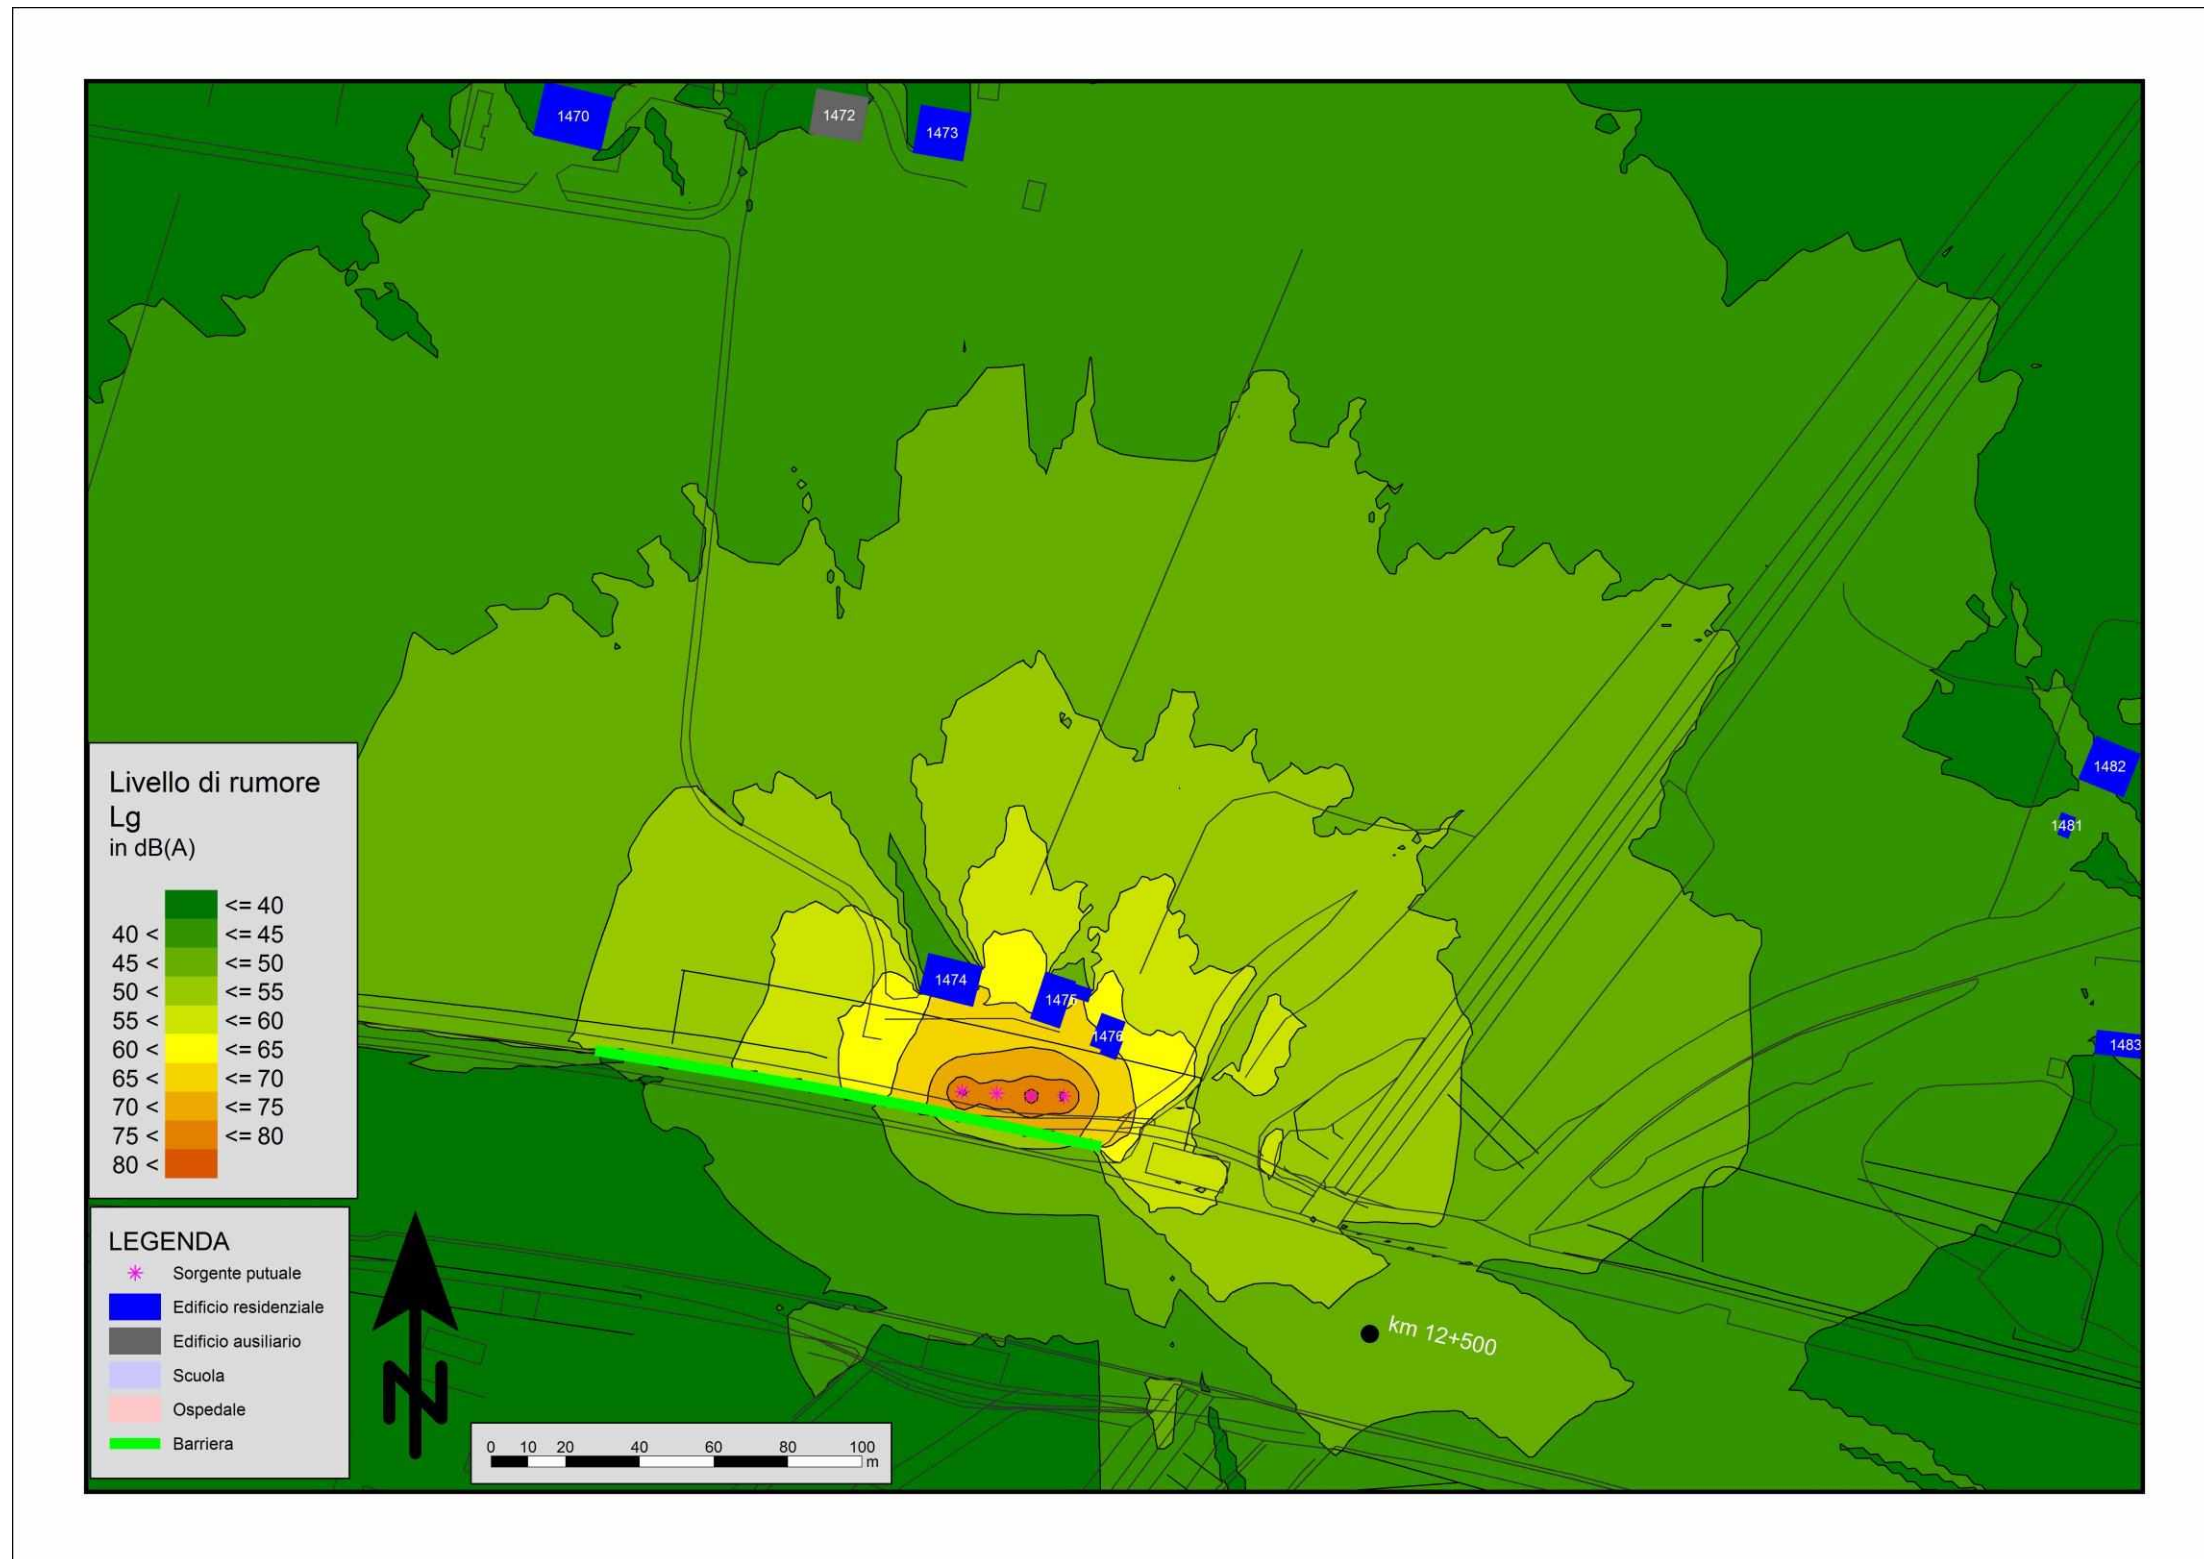 1470
1472
1473
1474
1475
1476
1482
1481
1483
km 12+500
Livello di rumore
Lg
in dB(A)
<= 40
40 < <= 45
45 < <= 50
50 < <= 55
55 < <= 60
60 < <= 65
65 < <= 70
70 < <= 75
75 < <= 80
80 <
LEGENDA
Sorgente putuale
Edificio residenziale
Edificio ausiliario
Scuola
Ospedale
Barriera
N
0 10 20 40 60 80 100
m